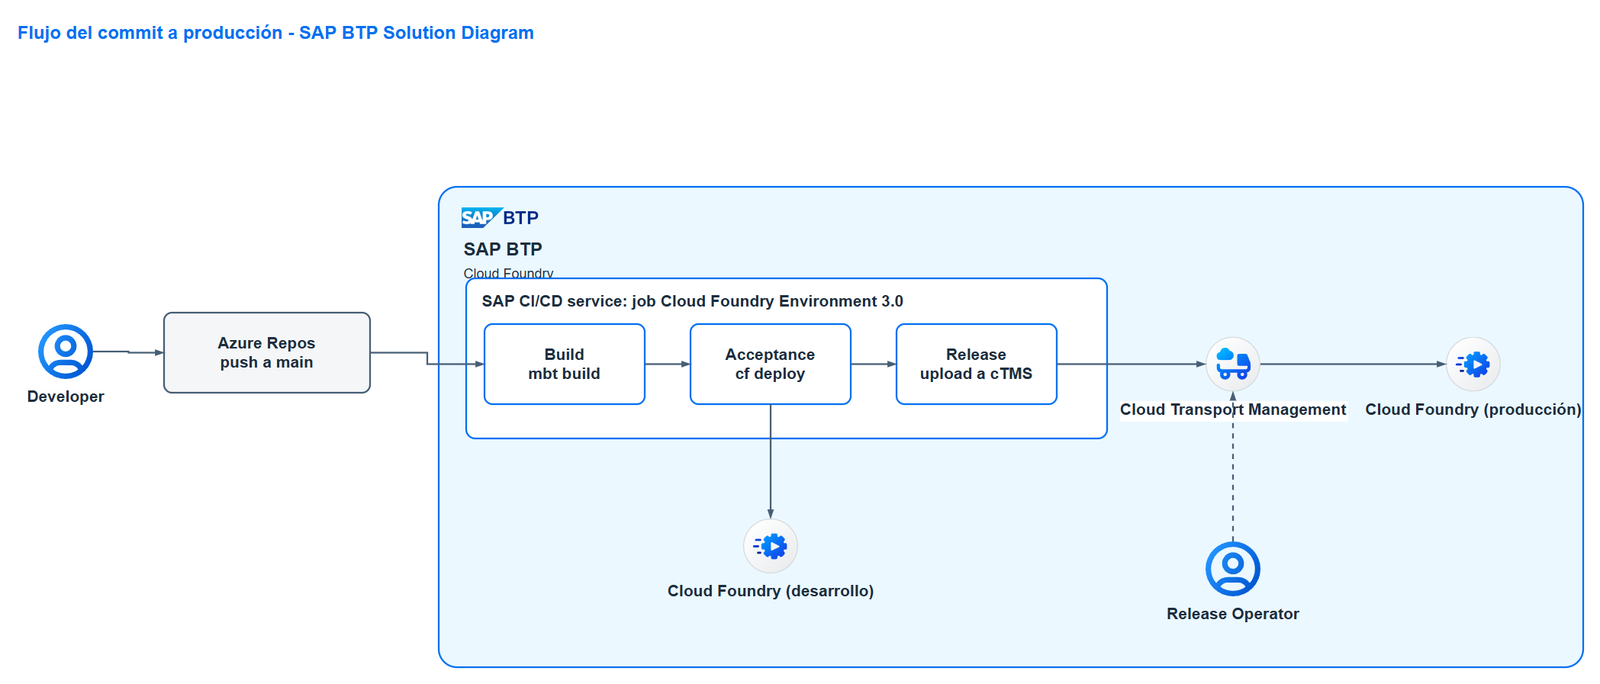 Flujo del commit a producción - SAP BTP Solution Diagram
SAP BTP
SAP BTP
Cloud Foundry
SAP CI/CD service: job Cloud Foundry Environment 3.0
Developer
Azure Repos
push a main
Build
mbt build
Acceptance
cf deploy
Release
upload a cTMS
Cloud Transport Management
Cloud Foundry (producción)
Cloud Foundry (desarrollo)
Release Operator